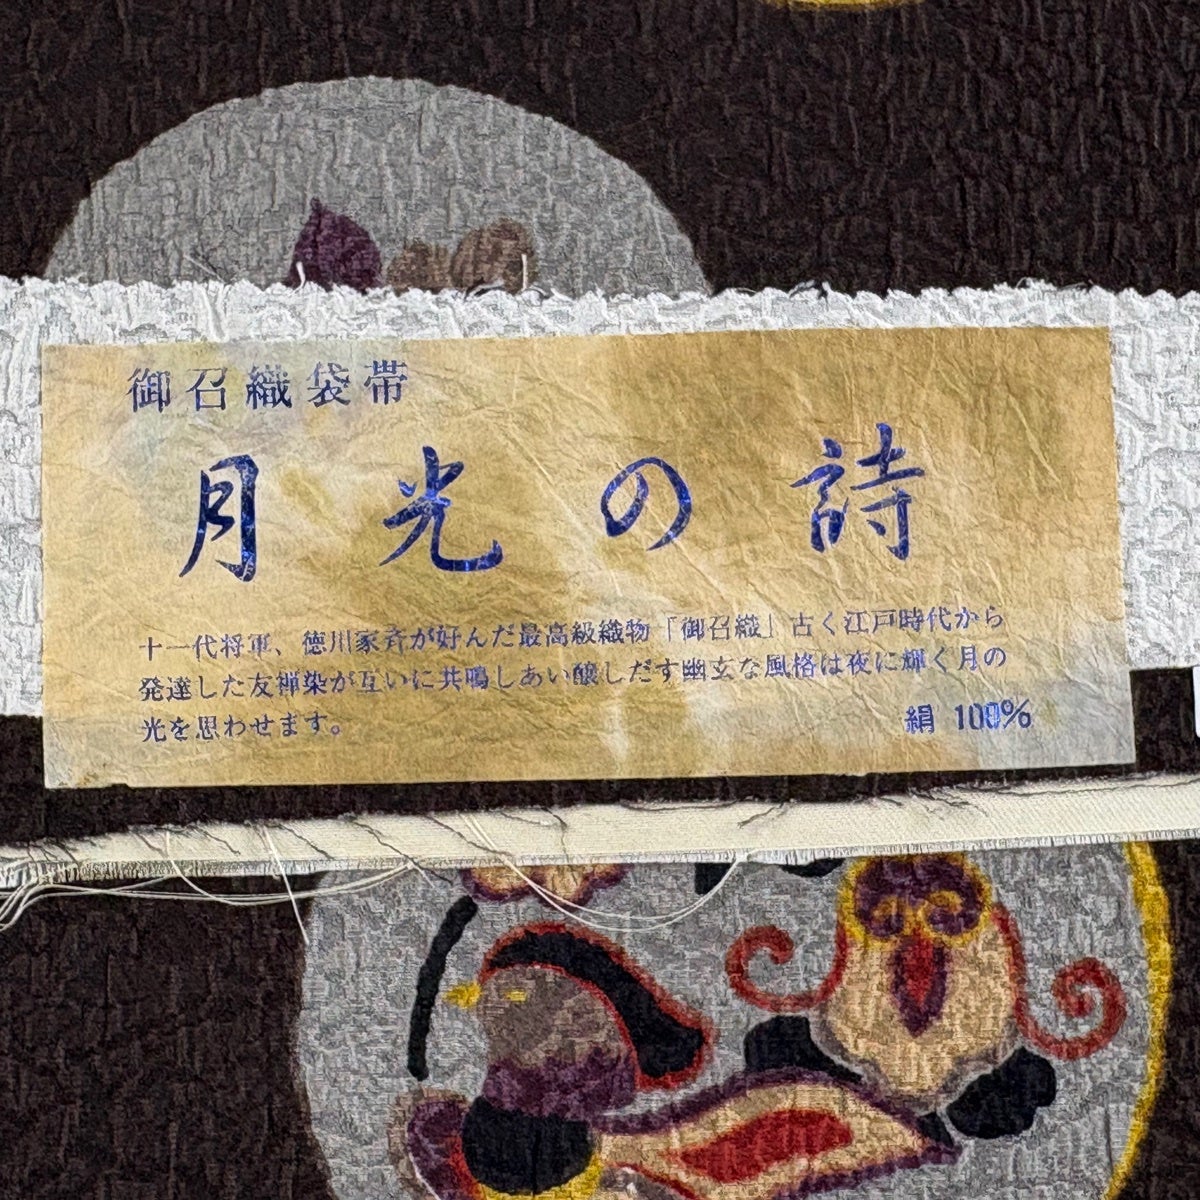 御召織袋帯
月光の詩
十一代将軍、徳川家斉が好んだ最高級織物「御召織」古く江戸時代から
発達した友禅染が互いに共鳴しあい醸しだす幽玄な風格は夜に輝く月の
光を思わせます。
絹 100%